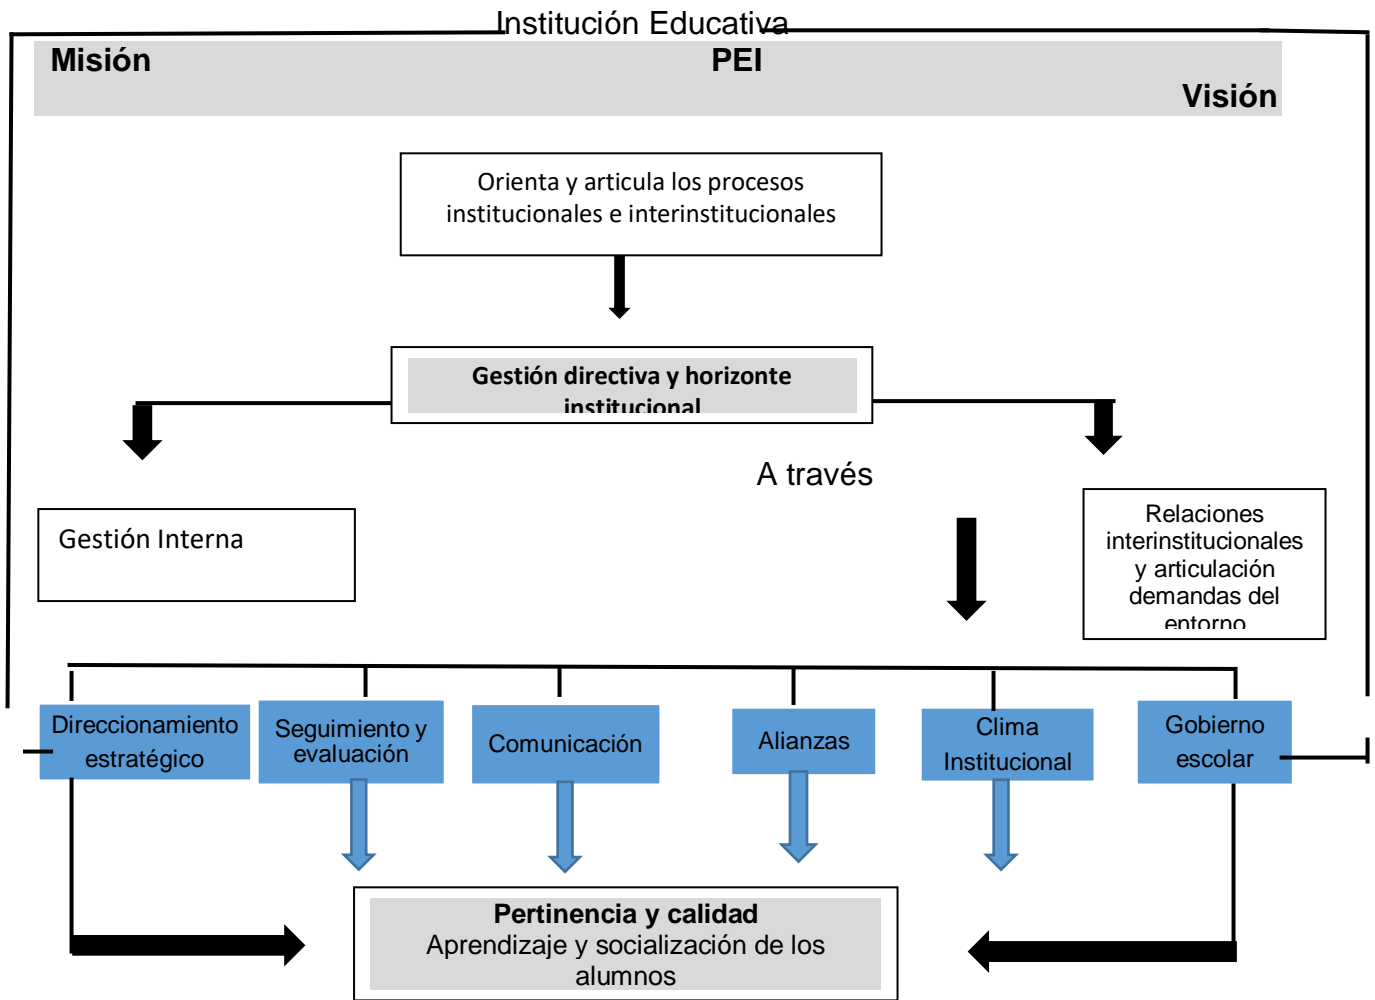 Institución Educativa
Misión PEI
Visión
Orienta y articula los procesos
institucionales e interinstitucionales
Gestión directiva y horizonte
institucional
A través
Gestión Interna
Relaciones
interinstitucionales
y articulación
demandas del
entorno
Direccionamiento
estratégico
Seguimiento y
evaluación
Comunicación
Alianzas
Clima
Institucional
Gobierno
escolar
Pertinencia y calidad
Aprendizaje y socialización de los
alumnos